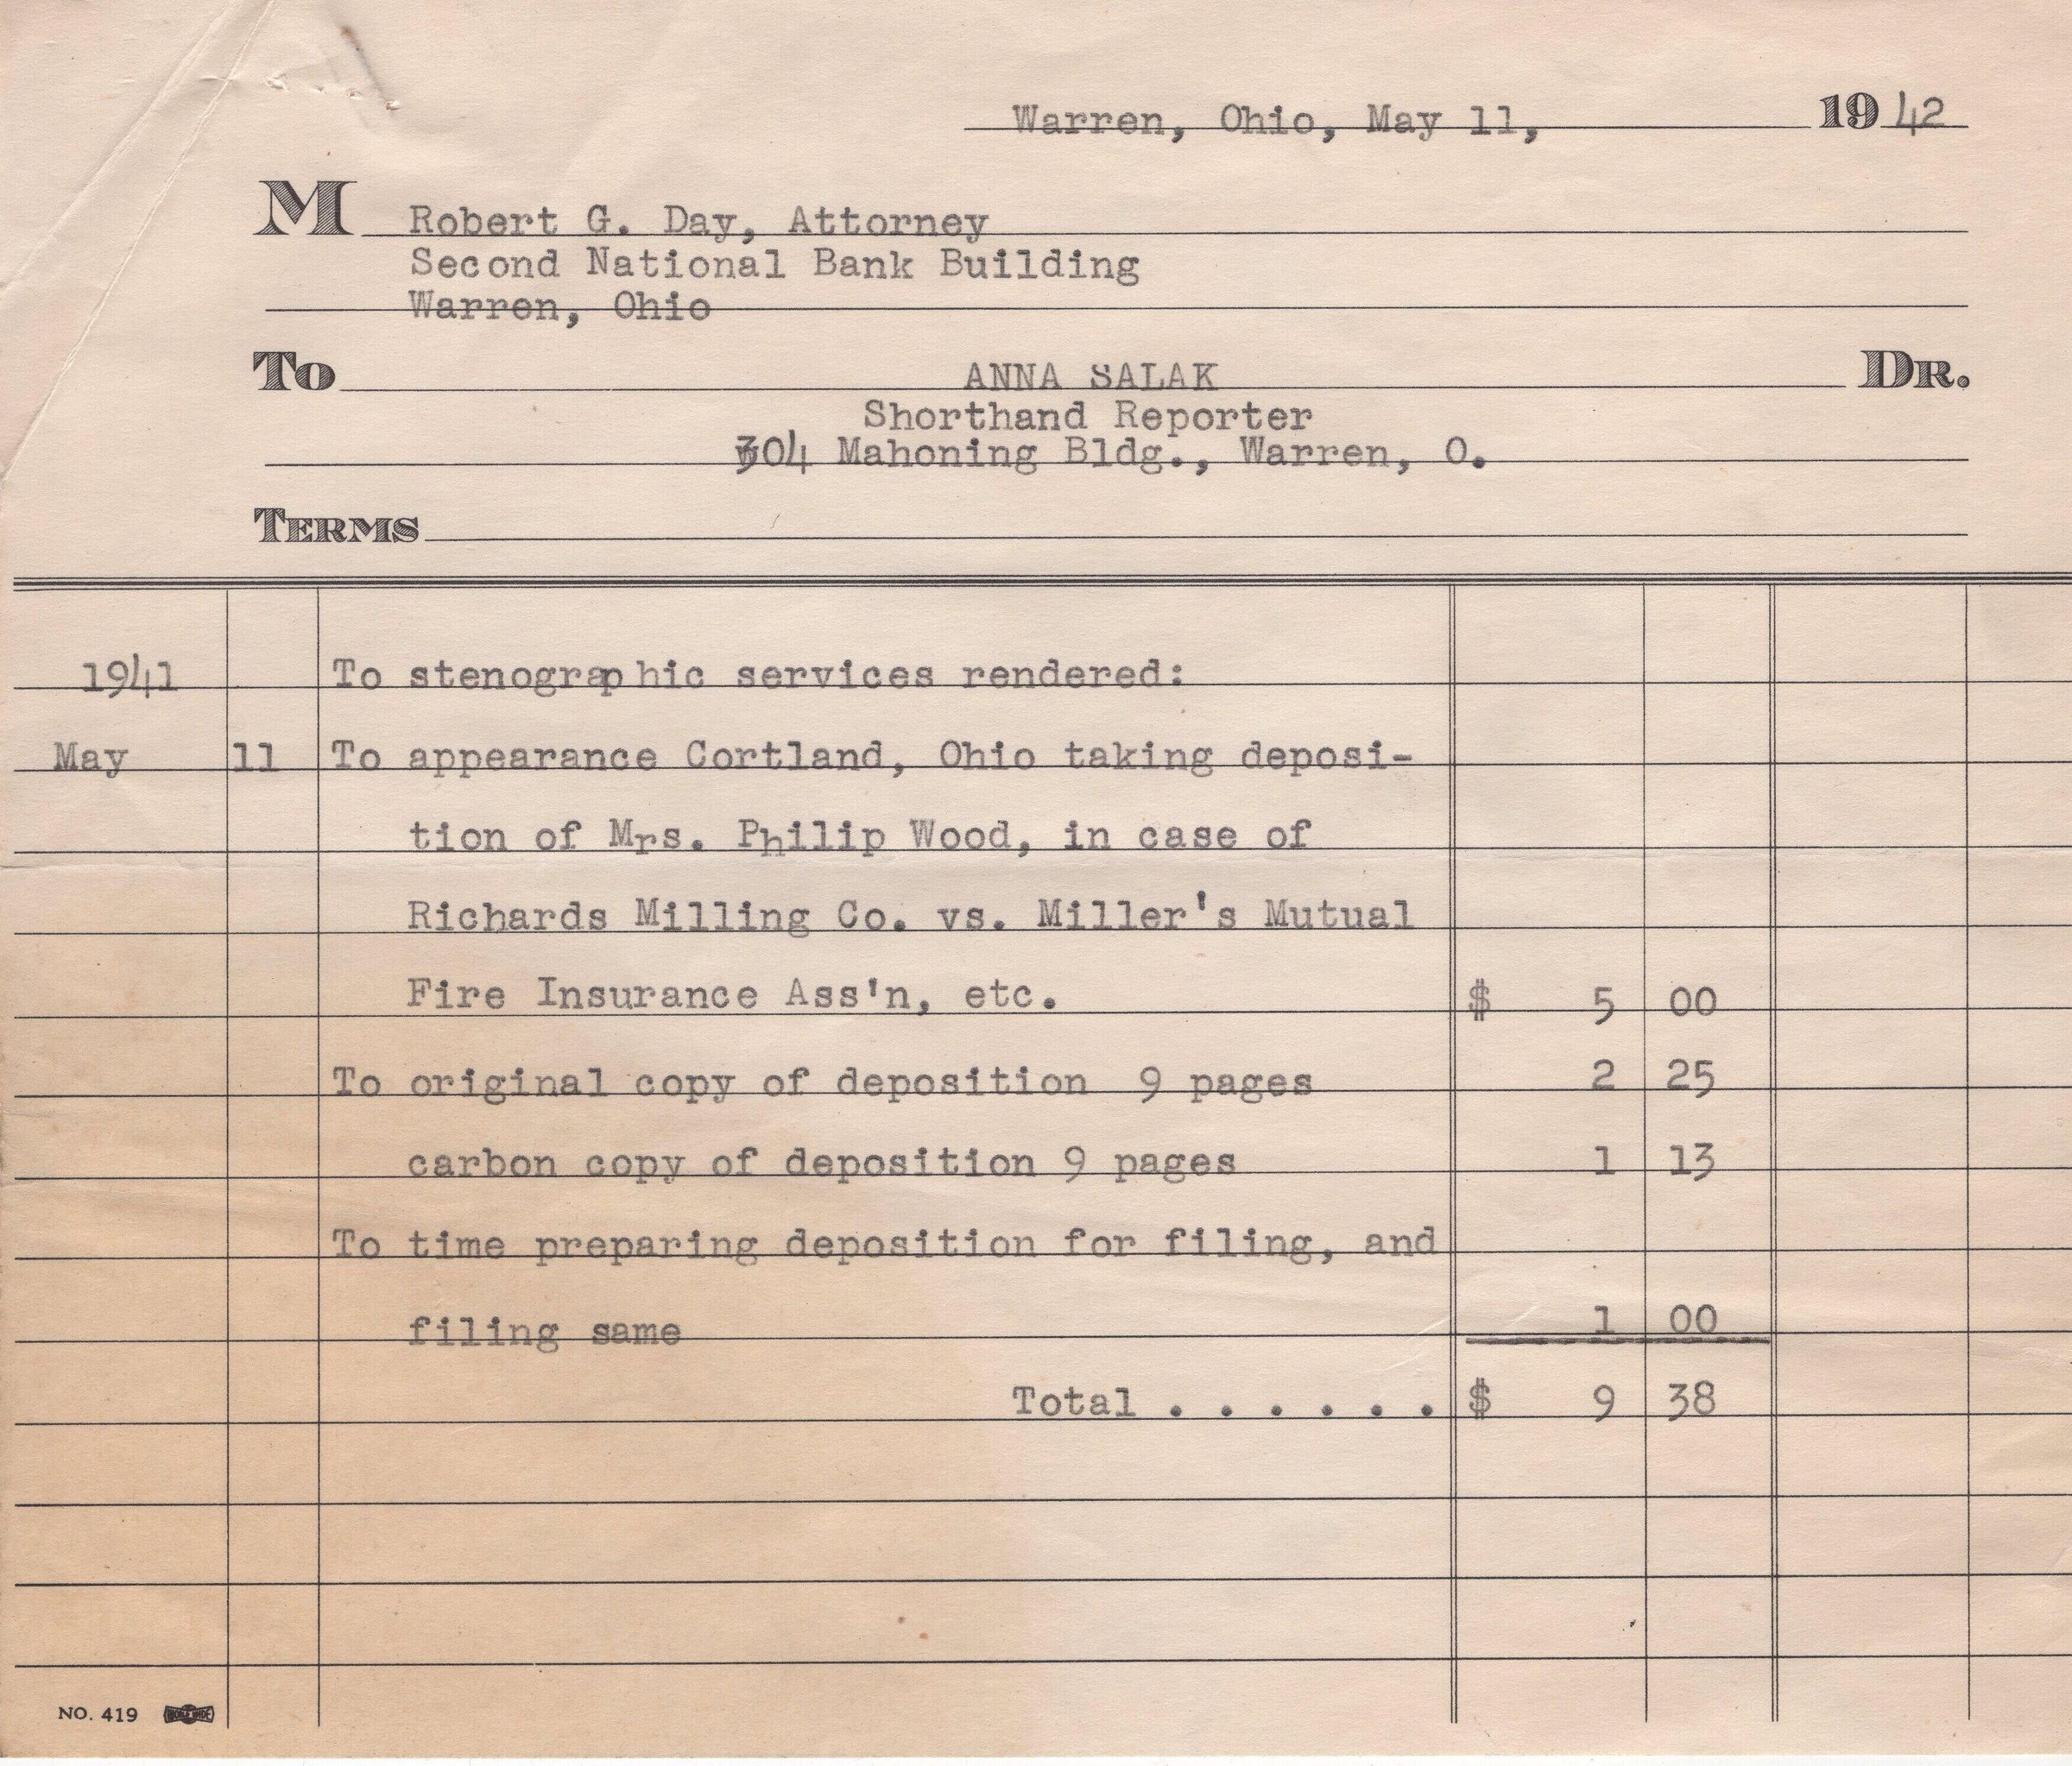 Warren, Ohio, May 11, 1942
M Robert G. Day, Attorney
Second National Bank Building
Warren, Ohio
To ANNA SALAK Dr.
Shorthand Reporter
304 Mahoning Bldg., Warren, O.
Terms
1941 To stenographic services rendered:
May 11 To appearance Cortland, Ohio taking deposi-
tion of Mrs. Philip Wood, in case of
Richards Milling Co. vs. Miller's Mutual
Fire Insurance Ass'n, etc. $ 5 00
To original copy of deposition 9 pages 2 25
carbon copy of deposition 9 pages 1 13
To time preparing deposition for filing, and
filing same 1 00
Total . . . . . . $ 9 38
NO. 419